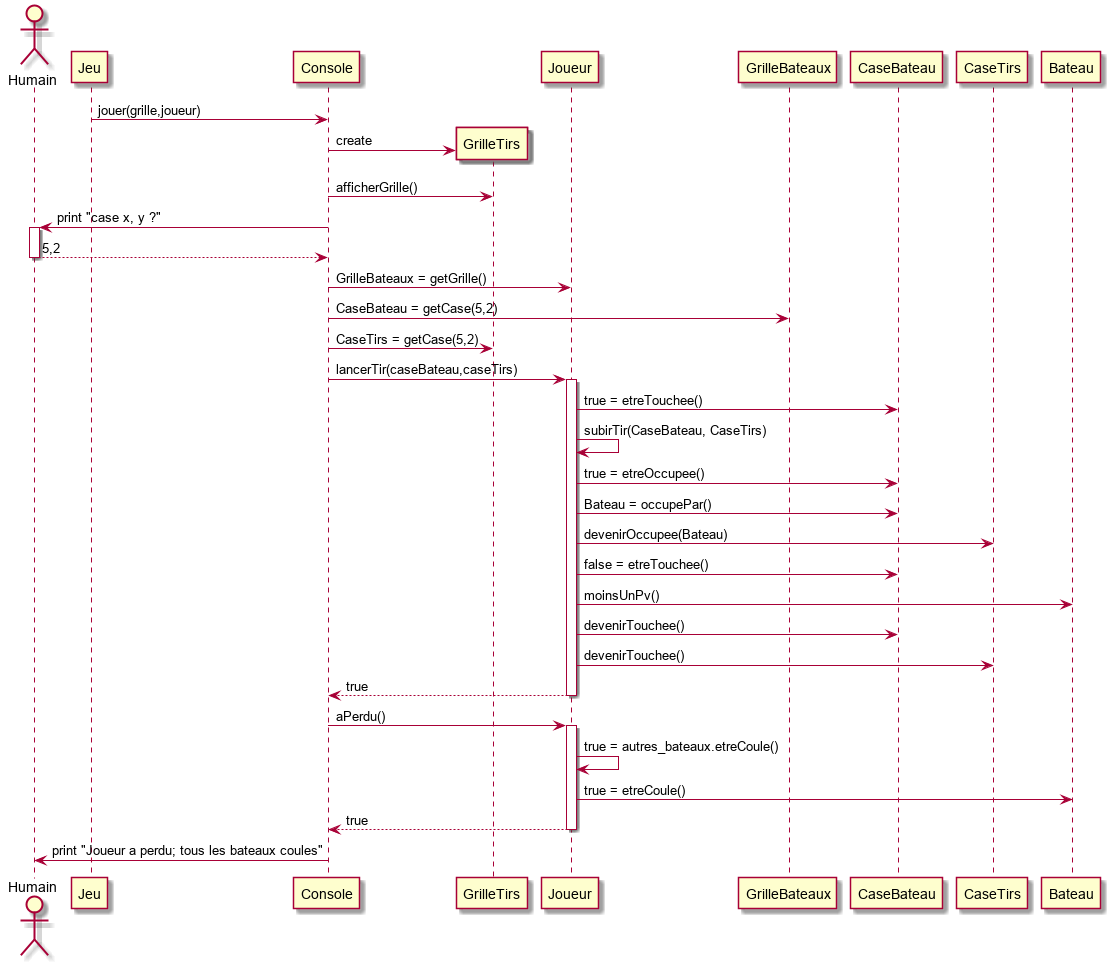 Humain
Jeu
Console
Joueur
GrilleBateaux
CaseBateau
CaseTirs
Bateau
jouer(grille,joueur)
create
GrilleTirs
afficherGrille()
print "case x, y ?"
5,2
GrilleBateaux = getGrille()
CaseBateau = getCase(5,2)
CaseTirs = getCase(5,2)
lancerTir(caseBateau,caseTirs)
true = etreTouchee()
subirTir(CaseBateau, CaseTirs)
true = etreOccupee()
Bateau = occupePar()
devenirOccupee(Bateau)
false = etreTouchee()
moinsUnPv()
devenirTouchee()
devenirTouchee()
true
aPerdu()
true = autres_bateaux.etreCoule()
true = etreCoule()
true
print "Joueur a perdu; tous les bateaux coules"
Humain
Jeu
Console
GrilleTirs
Joueur
GrilleBateaux
CaseBateau
CaseTirs
Bateau